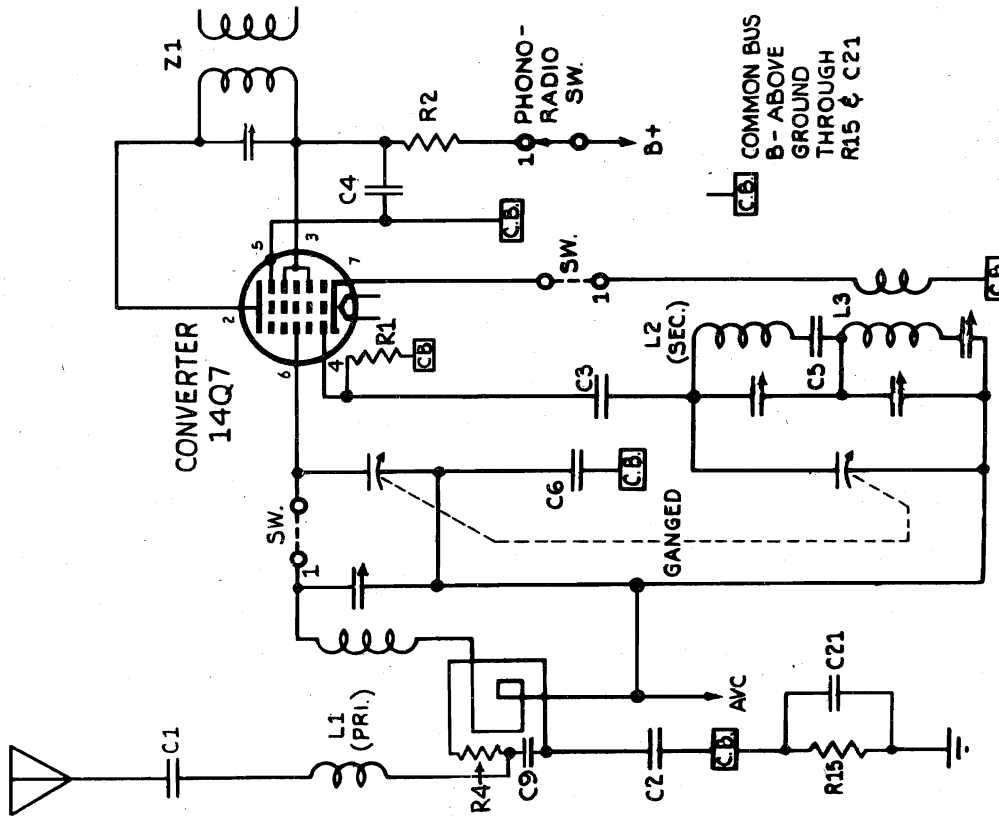 Z1
R2
PHONO-
RADIO
SW.
1
B+
COMMON BUS
B- ABOVE
GROUND
THROUGH
R15 & C21
C.B.
C4
C.B.
5
3
2
7
6
4
CONVERTER
14Q7
R1
CB
SW.
1
L2
(SEC.)
L3
C5
C3
C.B.
SW.
1
C6
C.B.
GANGED
C1
L1
(PRI.)
R4
C9
C2
C.B.
AVC
R15
C21